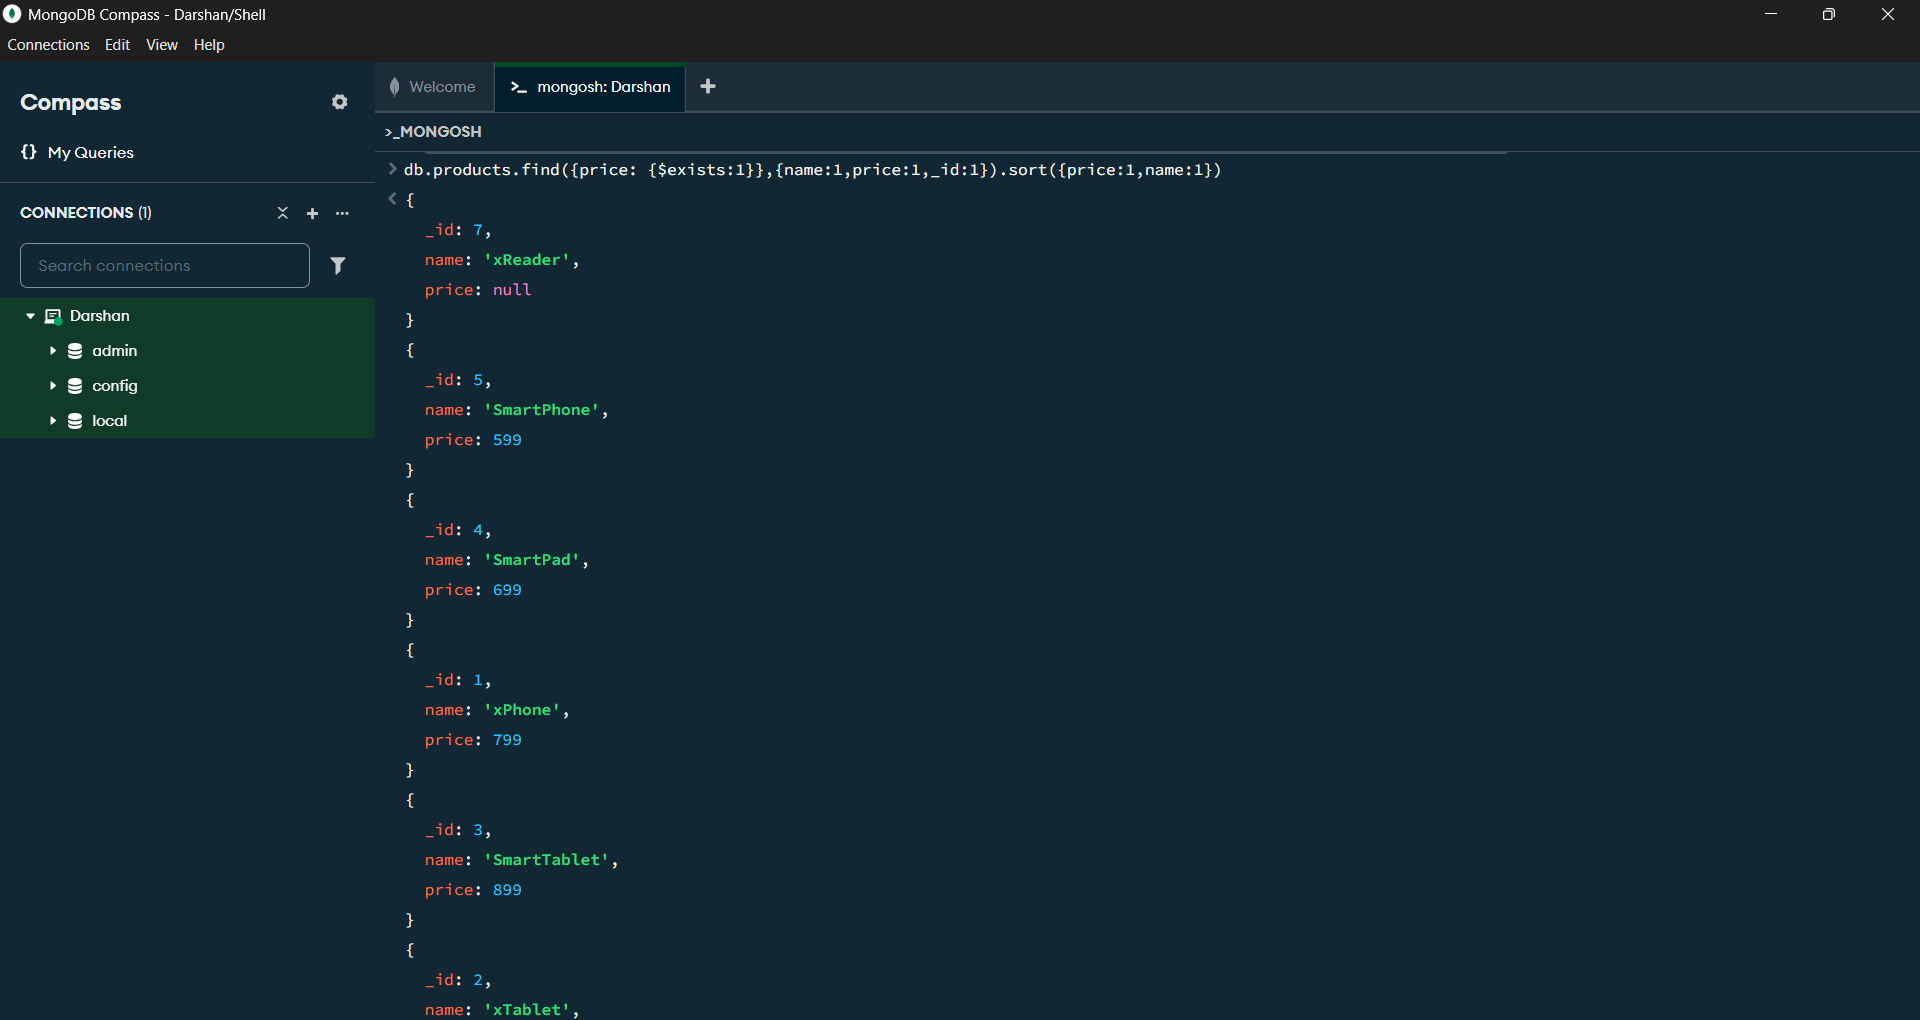 MongoDB Compass - Darshan/Shell
Connections Edit View Help
Compass
{} My Queries
CONNECTIONS (1)
Search connections
Darshan
admin
config
local
Welcome
>_ mongosh: Darshan
>_MONGOSH
> db.products.find({price: {$exists:1}},{name:1,price:1,_id:1}).sort({price:1,name:1})
< {
_id: 7,
name: 'xReader',
price: null
}
{
_id: 5,
name: 'SmartPhone',
price: 599
}
{
_id: 4,
name: 'SmartPad',
price: 699
}
{
_id: 1,
name: 'xPhone',
price: 799
}
{
_id: 3,
name: 'SmartTablet',
price: 899
}
{
_id: 2,
name: 'xTablet',